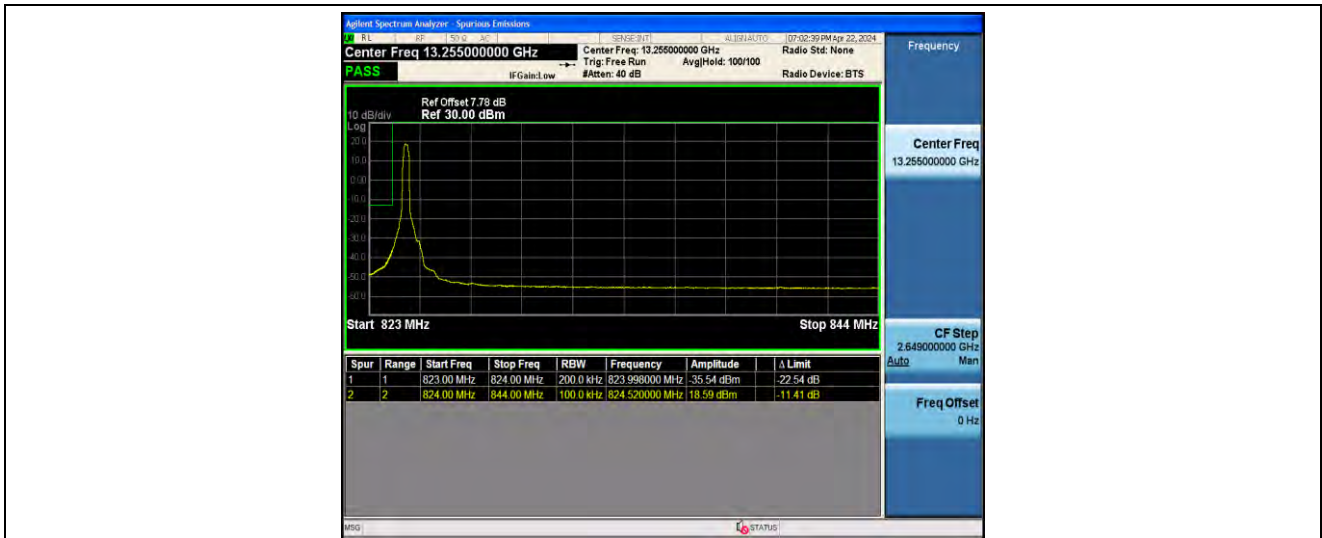 Agilent Spectrum Analyzer - Spurious Emissions
RL RF 50 Ω AC SENSE:INT ALIGN AUTO 07:02:39 PM Apr 22, 2024
Center Freq 13.255000000 GHz
Center Freq: 13.255000000 GHz
Radio Std: None
Trig: Free Run Avg|Hold: 100/100
PASS
IFGain:Low
#Atten: 40 dB
Radio Device: BTS
Ref Offset 7.78 dB
10 dB/div Ref 30.00 dBm
Log
20.0
10.0
0.00
-10.0
-20.0
-30.0
-40.0
-50.0
-60.0
Start 823 MHz Stop 844 MHz
Spur Range Start Freq Stop Freq RBW Frequency Amplitude Δ Limit
1 1 823.00 MHz 824.00 MHz 200.0 kHz 823.998000 MHz -35.54 dBm -22.54 dB
2 2 824.00 MHz 844.00 MHz 100.0 kHz 824.520000 MHz 18.59 dBm -11.41 dB
MSG STATUS
Frequency
Center Freq
13.255000000 GHz
CF Step
2.649000000 GHz
Auto Man
Freq Offset
0 Hz